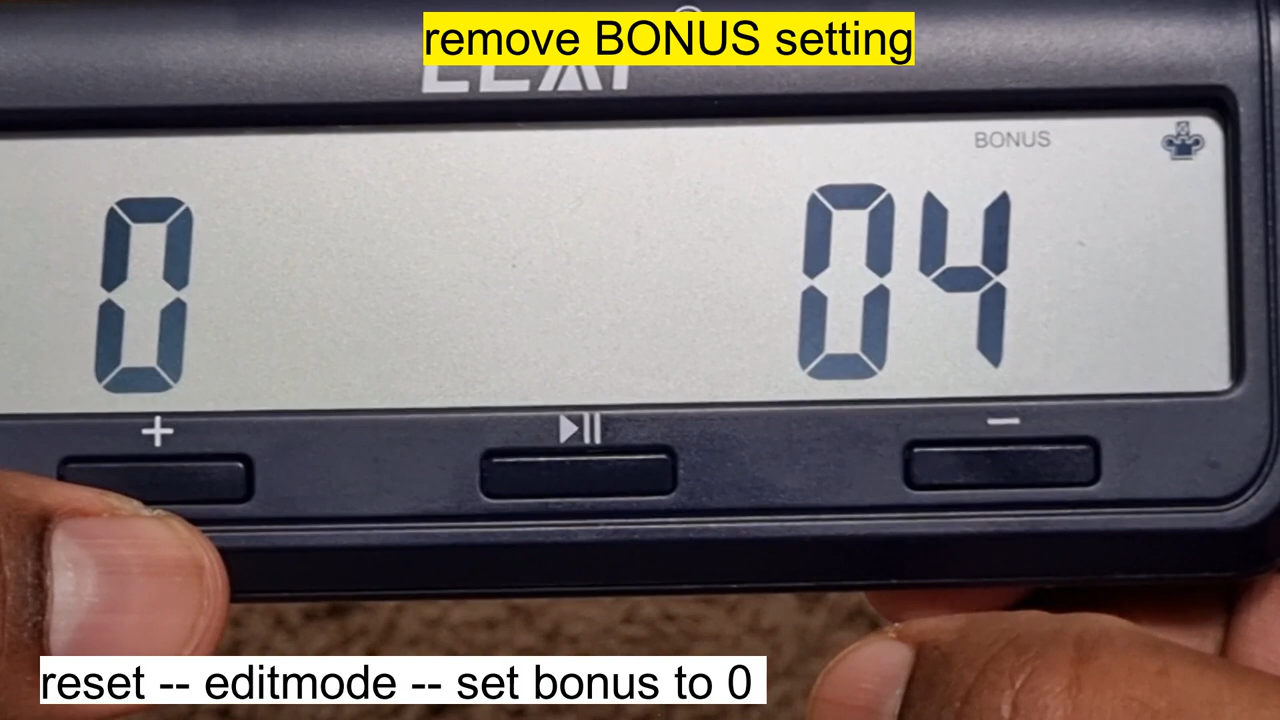 remove BONUS setting
BONUS
0 04
+ − 
reset -- editmode -- set bonus to 0